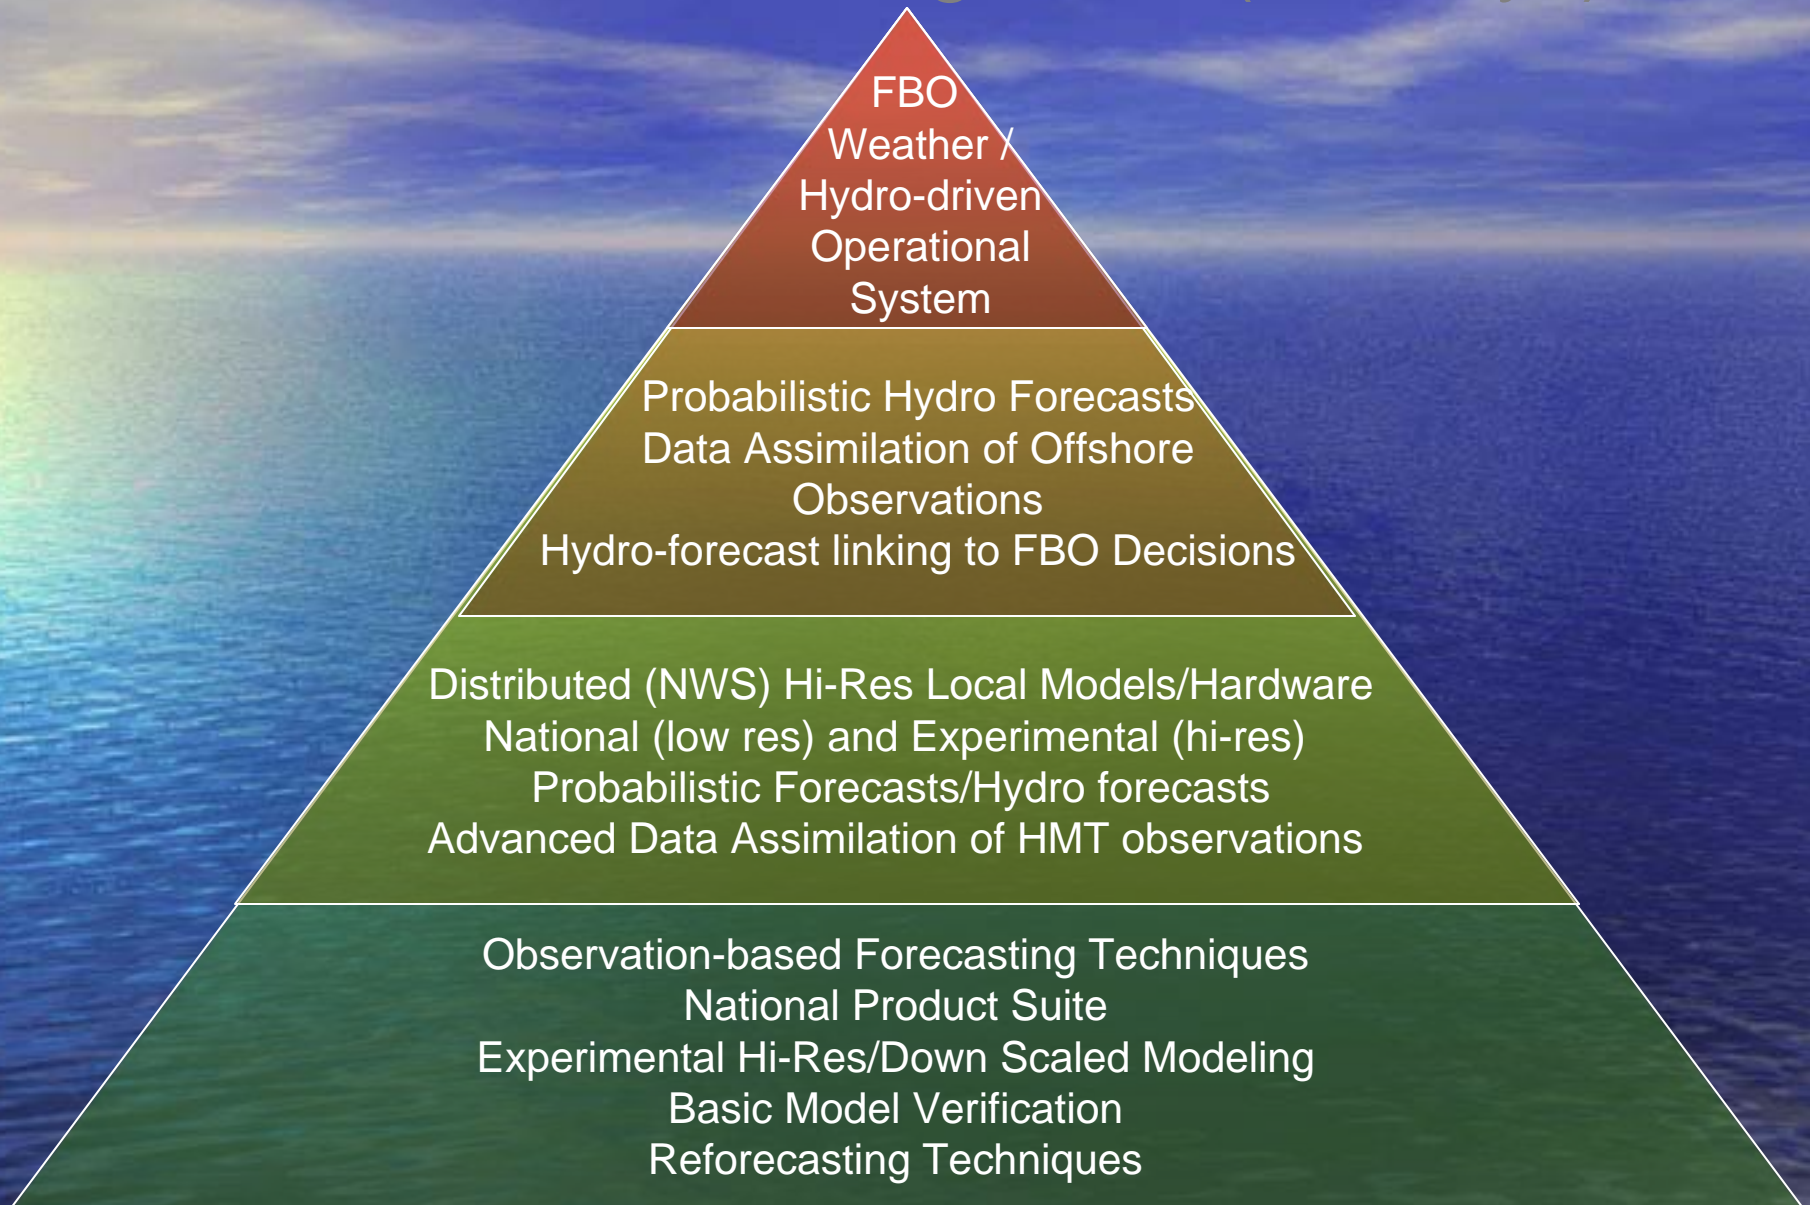 FBO
Weather /
Hydro-driven
Operational
System
Probabilistic Hydro Forecasts
Data Assimilation of Offshore
Observations
Hydro-forecast linking to FBO Decisions
Distributed (NWS) Hi-Res Local Models/Hardware
National (low res) and Experimental (hi-res)
Probabilistic Forecasts/Hydro forecasts
Advanced Data Assimilation of HMT observations
Observation-based Forecasting Techniques
National Product Suite
Experimental Hi-Res/Down Scaled Modeling
Basic Model Verification
Reforecasting Techniques